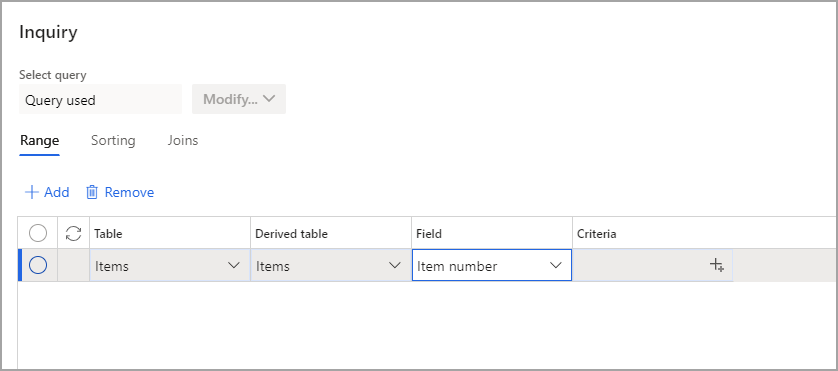 Inquiry
Select query
Query used Modify...
Range Sorting Joins
Add Remove
Table Derived table Field Criteria
Items Items Item number